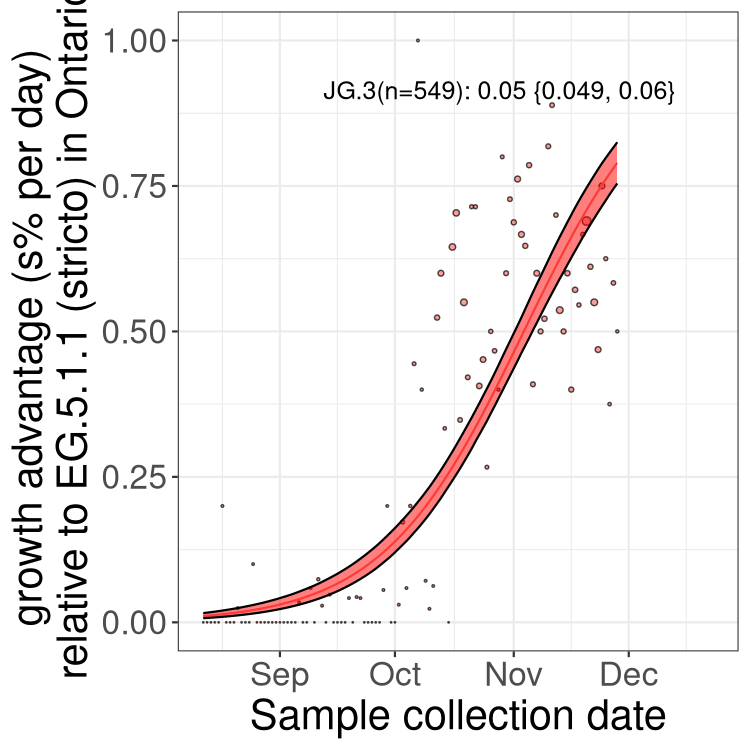 growth advantage (s% per day)
relative to EG.5.1.1 (stricto) in Ontario
1.00
0.75
0.50
0.25
0.00
JG.3(n=549): 0.05 {0.049, 0.06}
Sep Oct Nov Dec
Sample collection date